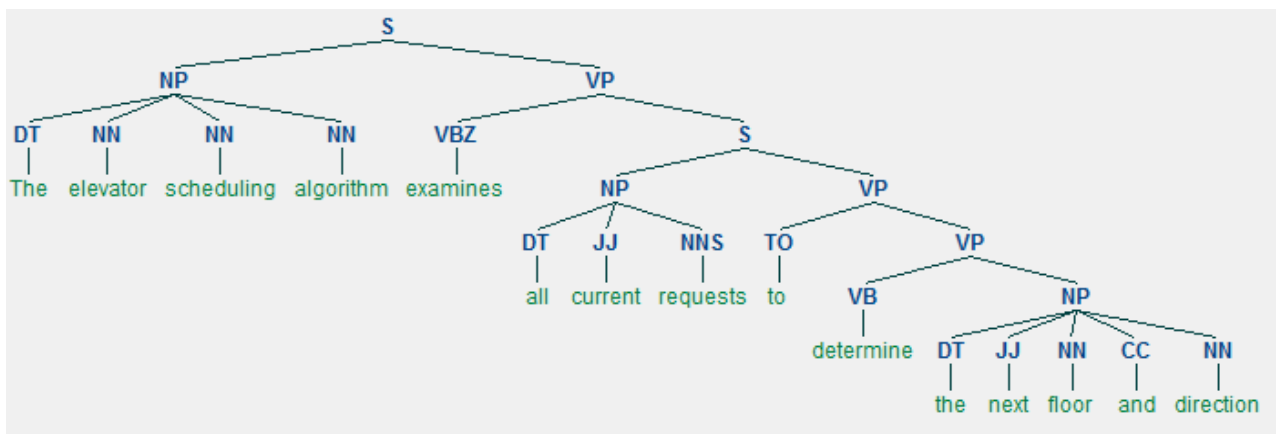 S
NP VP
DT NN NN NN VBZ S
The elevator scheduling algorithm examines NP VP
DT JJ NNS TO VP
all current requests to VB NP
determine DT JJ NN CC NN
the next floor and direction